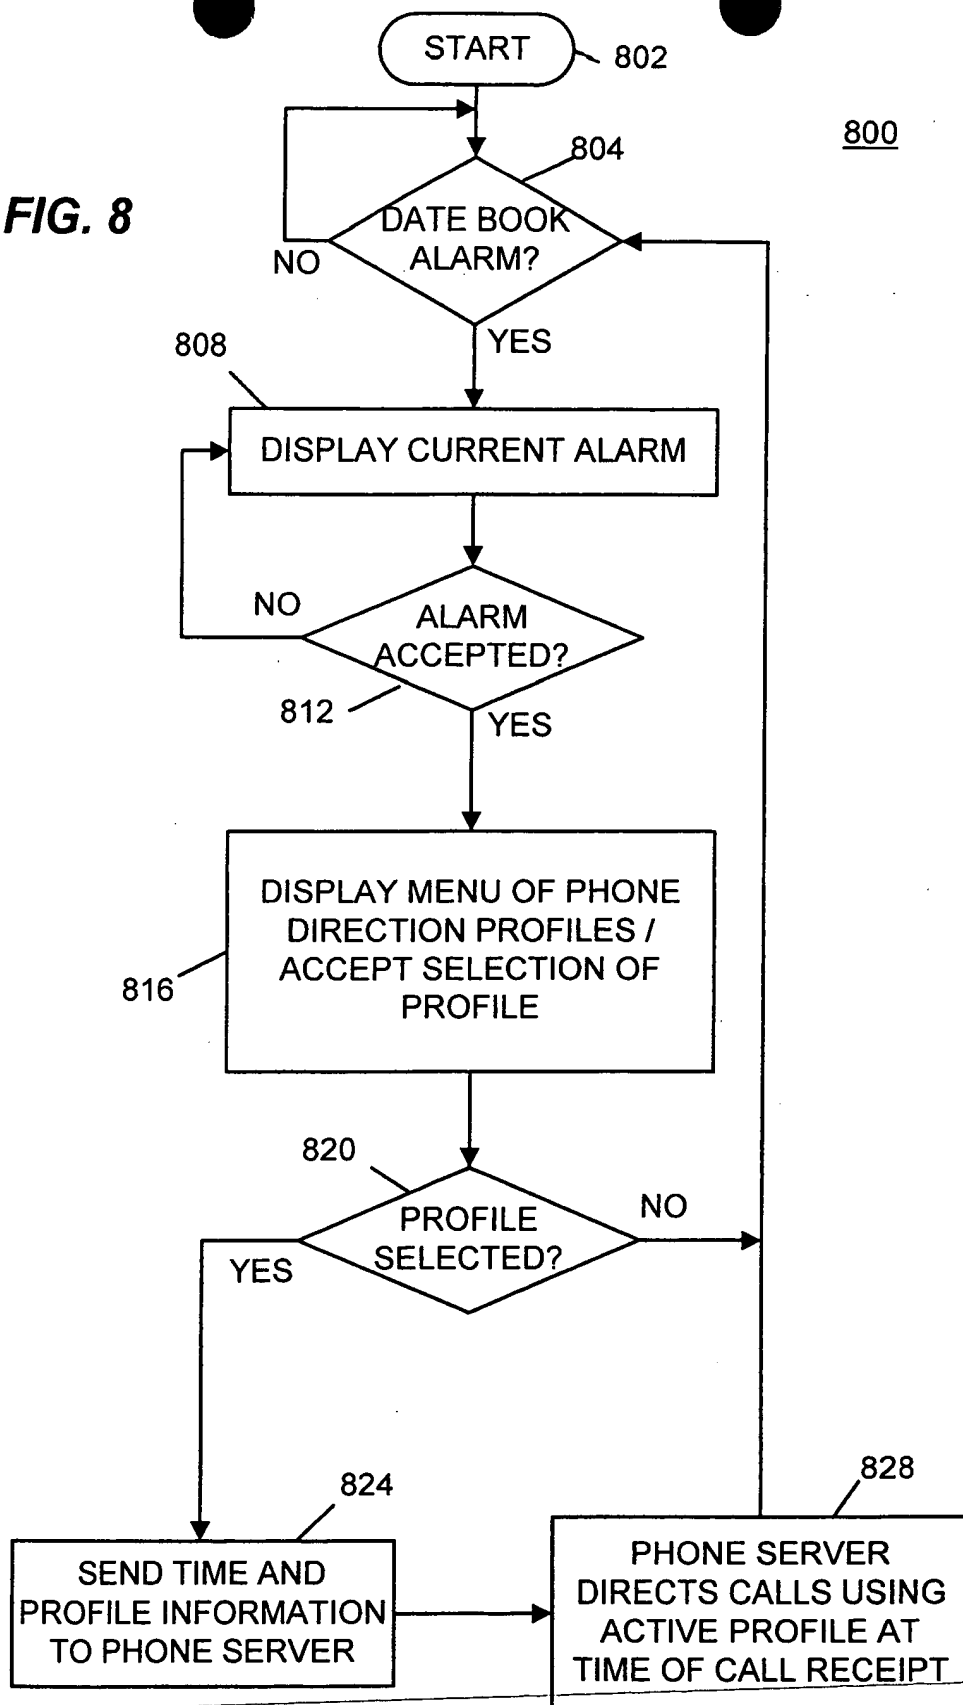 START
802
800
804
FIG. 8
DATE BOOK
ALARM?
NO
YES
808
DISPLAY CURRENT ALARM
NO
ALARM
ACCEPTED?
812
YES
DISPLAY MENU OF PHONE
DIRECTION PROFILES /
ACCEPT SELECTION OF
PROFILE
816
820
PROFILE
SELECTED?
NO
YES
824
828
SEND TIME AND
PROFILE INFORMATION
TO PHONE SERVER
PHONE SERVER
DIRECTS CALLS USING
ACTIVE PROFILE AT
TIME OF CALL RECEIPT